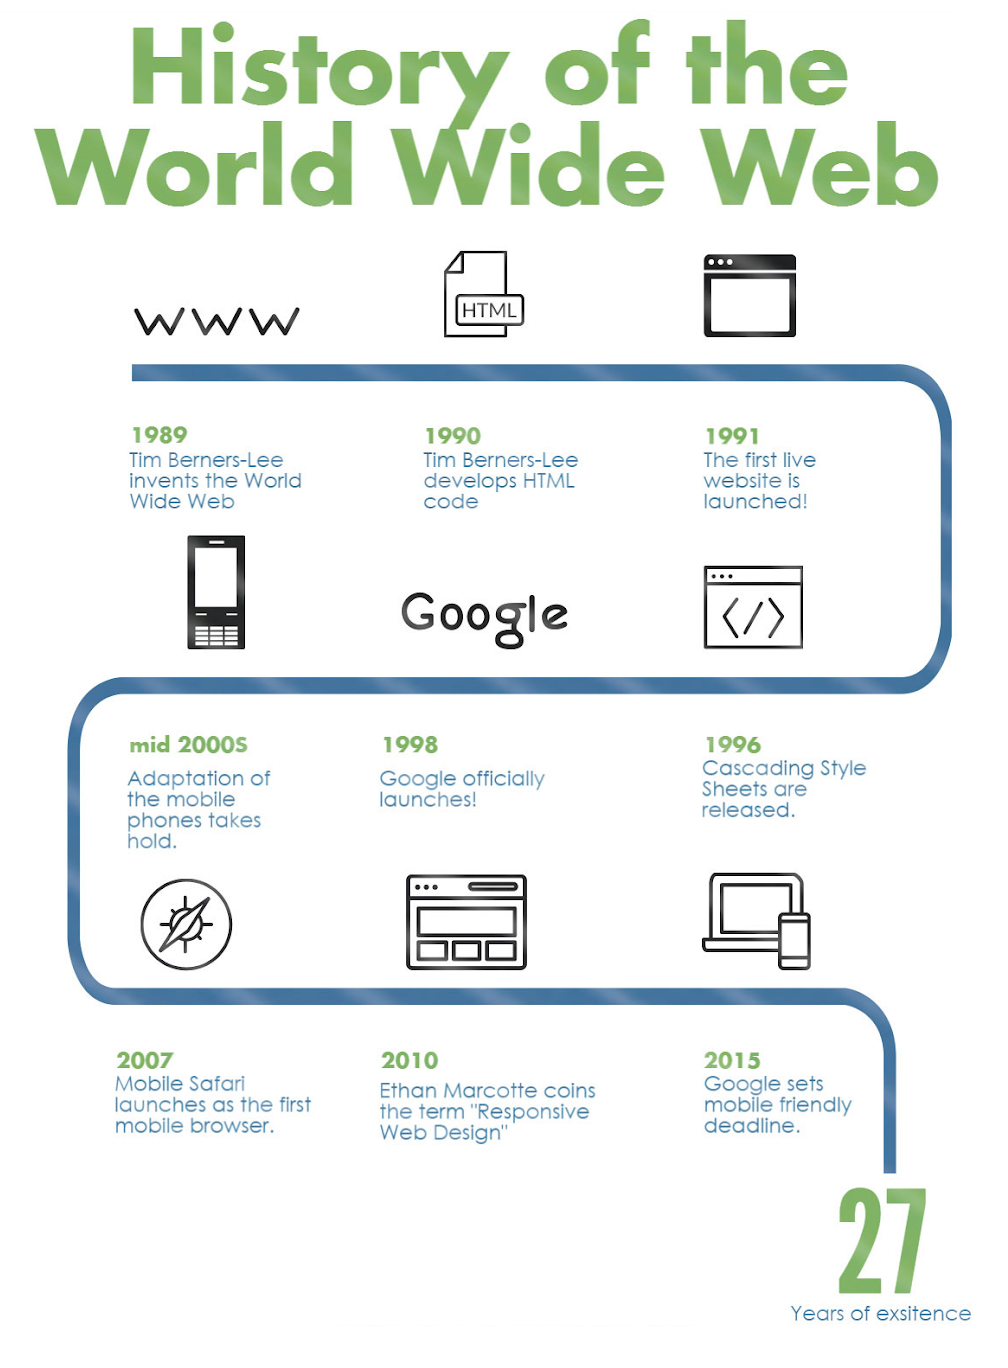 History of the
World Wide Web
www
HTML
1989
Tim Berners-Lee
invents the World
Wide Web
1990
Tim Berners-Lee
develops HTML
code
1991
The first live
website is
launched!
Google
</>
mid 2000s
Adaptation of
the mobile
phones takes
hold.
1998
Google officially
launches!
1996
Cascading Style
Sheets are
released.
2007
Mobile Safari
launches as the first
mobile browser.
2010
Ethan Marcotte coins
the term "Responsive
Web Design"
2015
Google sets
mobile friendly
deadline.
27
Years of exsitence